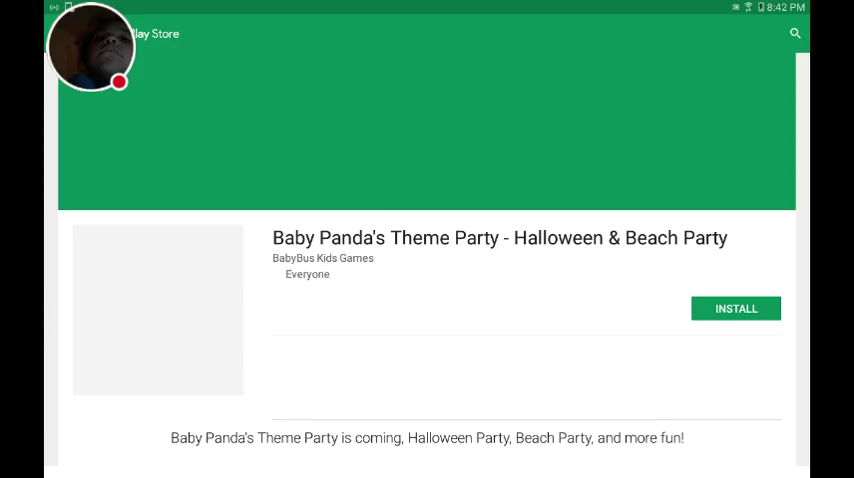 8:42 PM
lay Store
Baby Panda's Theme Party - Halloween & Beach Party
BabyBus Kids Games
Everyone
INSTALL
Baby Panda's Theme Party is coming, Halloween Party, Beach Party, and more fun!